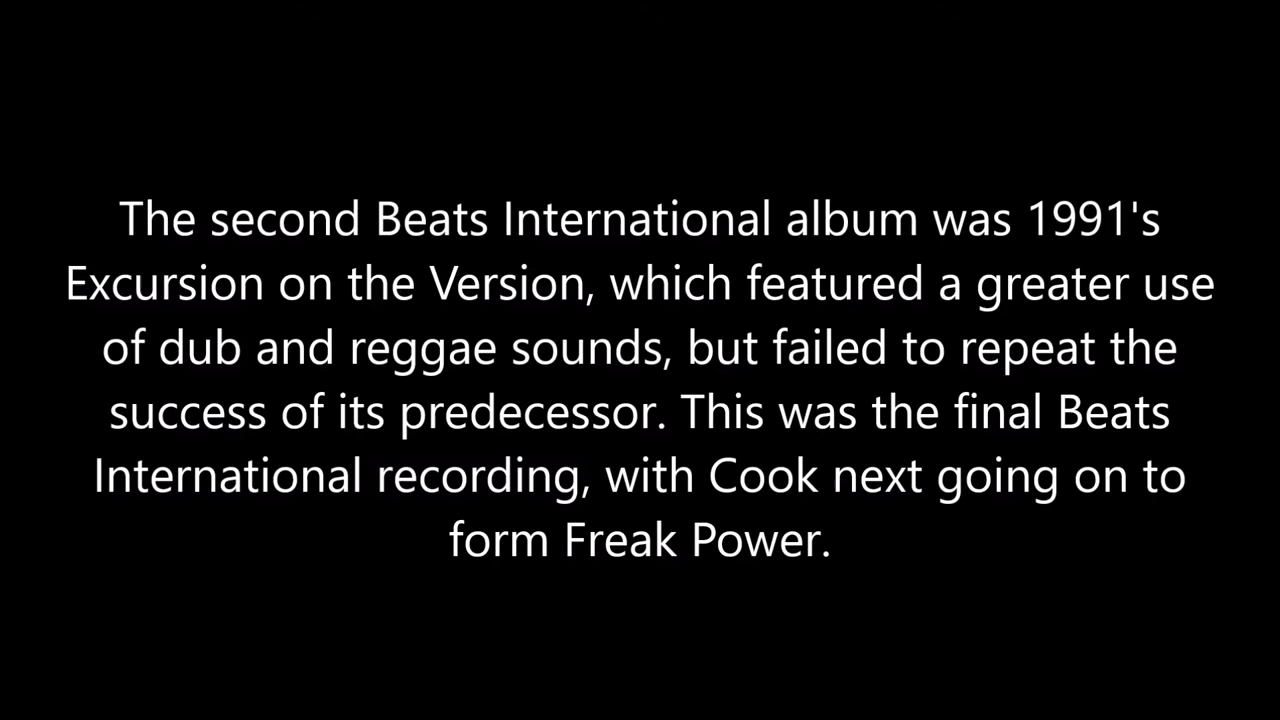 The second Beats International album was 1991's
Excursion on the Version, which featured a greater use
of dub and reggae sounds, but failed to repeat the
success of its predecessor. This was the final Beats
International recording, with Cook next going on to
form Freak Power.